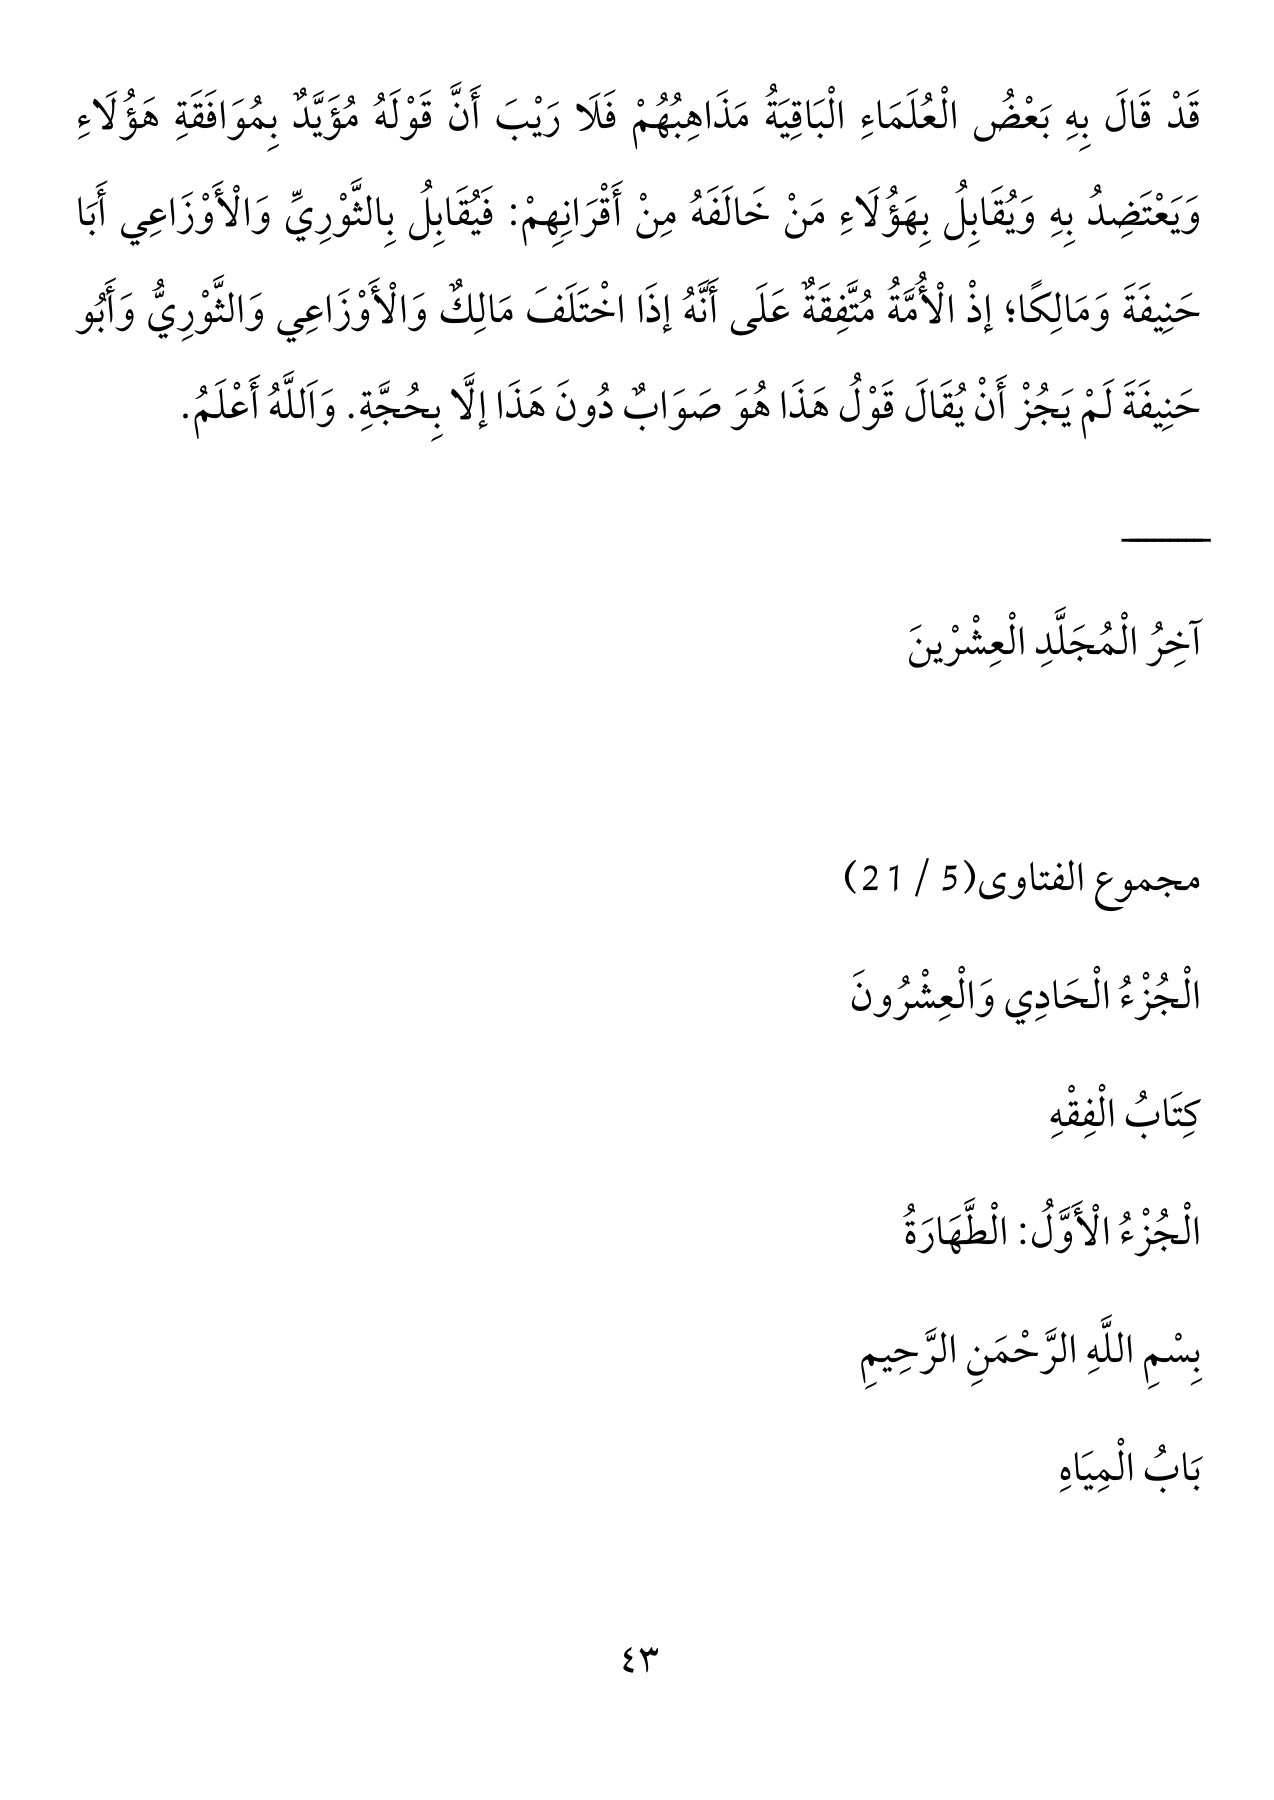 قَدْ قَالَ بِهِ بَعْضُ الْعُلَمَاءِ الْبَاقِيَةُ مَذَاهِبُهُمْ فَلَا رَيْبَ أَنَّ قَوْلَهُ مُؤَيَّدٌ بِمُوَافَقَةِ هَؤُلَاءِ
وَيَعْتَضِدُ بِهِ وَيُقَابِلُ بِهَؤُلَاءِ مَنْ خَالَفَهُ مِنْ أَقْرَانِهِمْ: فَيُقَابِلُ بِالثَّوْرِيِّ وَالْأَوْزَاعِي أَبَا
حَنِيفَةَ وَمَالِكًا؛ إذْ الْأُمَّةُ مُتَّفِقَةٌ عَلَى أَنَّهُ إذَا اخْتَلَفَ مَالِكٌ وَالْأَوْزَاعِي وَالثَّوْرِيُّ وَأَبُو
حَنِيفَةَ لَمْ يَجُزْ أَنْ يُقَالَ قَوْلُ هَذَا هُوَ صَوَابٌ دُونَ هَذَا إلَّا بِحُجَّةِ. وَاَللَّهُ أَعْلَمُ.
آخِرُ الْمُجَلَّدِ الْعِشْرْينَ
مجموع الفتاوى(5 / 21)
الْجُزْءُ الْحَادِي وَالْعِشْرُونَ
كِتَابُ الْفِقْهِ
الْجُزْءُ الْأَوَّلُ: الْطَّهَارَةُ
بِسْمِ اللَّهِ الرَّحْمَنِ الرَّحِيمِ
بَابُ الْمِيَاهِ
٤٣